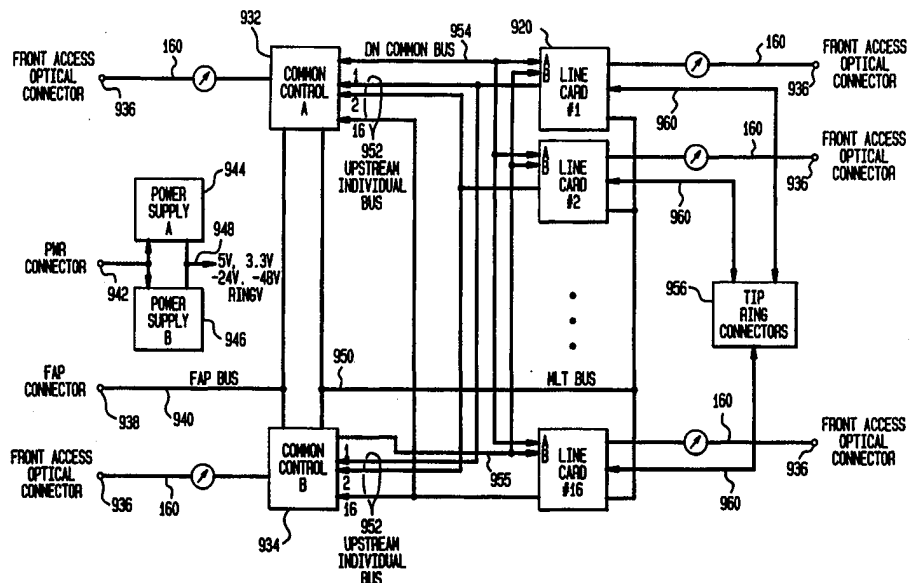 932
954
920
160
FRONT ACCESS
OPTICAL
CONNECTOR
936
160
COMMON
CONTROL
A
DN COMMON BUS
1
2
16
952
UPSTREAM
INDIVIDUAL
BUS
A
B
LINE
CARD
#1
960
936
FRONT ACCESS
OPTICAL
CONNECTOR
A
B
LINE
CARD
#2
160
960
936
FRONT ACCESS
OPTICAL
CONNECTOR
944
POWER
SUPPLY
A
948
PWR
CONNECTOR
942
5V, 3.3V
-24V, -48V
RINGV
POWER
SUPPLY
B
946
956
TIP
RING
CONNECTORS
FAP
CONNECTOR
938
FAP BUS
940
950
MLT BUS
FRONT ACCESS
OPTICAL
CONNECTOR
936
160
COMMON
CONTROL
B
934
1
2
16
952
UPSTREAM
INDIVIDUAL
BUS
955
A
B
LINE
CARD
#16
160
960
936
FRONT ACCESS
OPTICAL
CONNECTOR